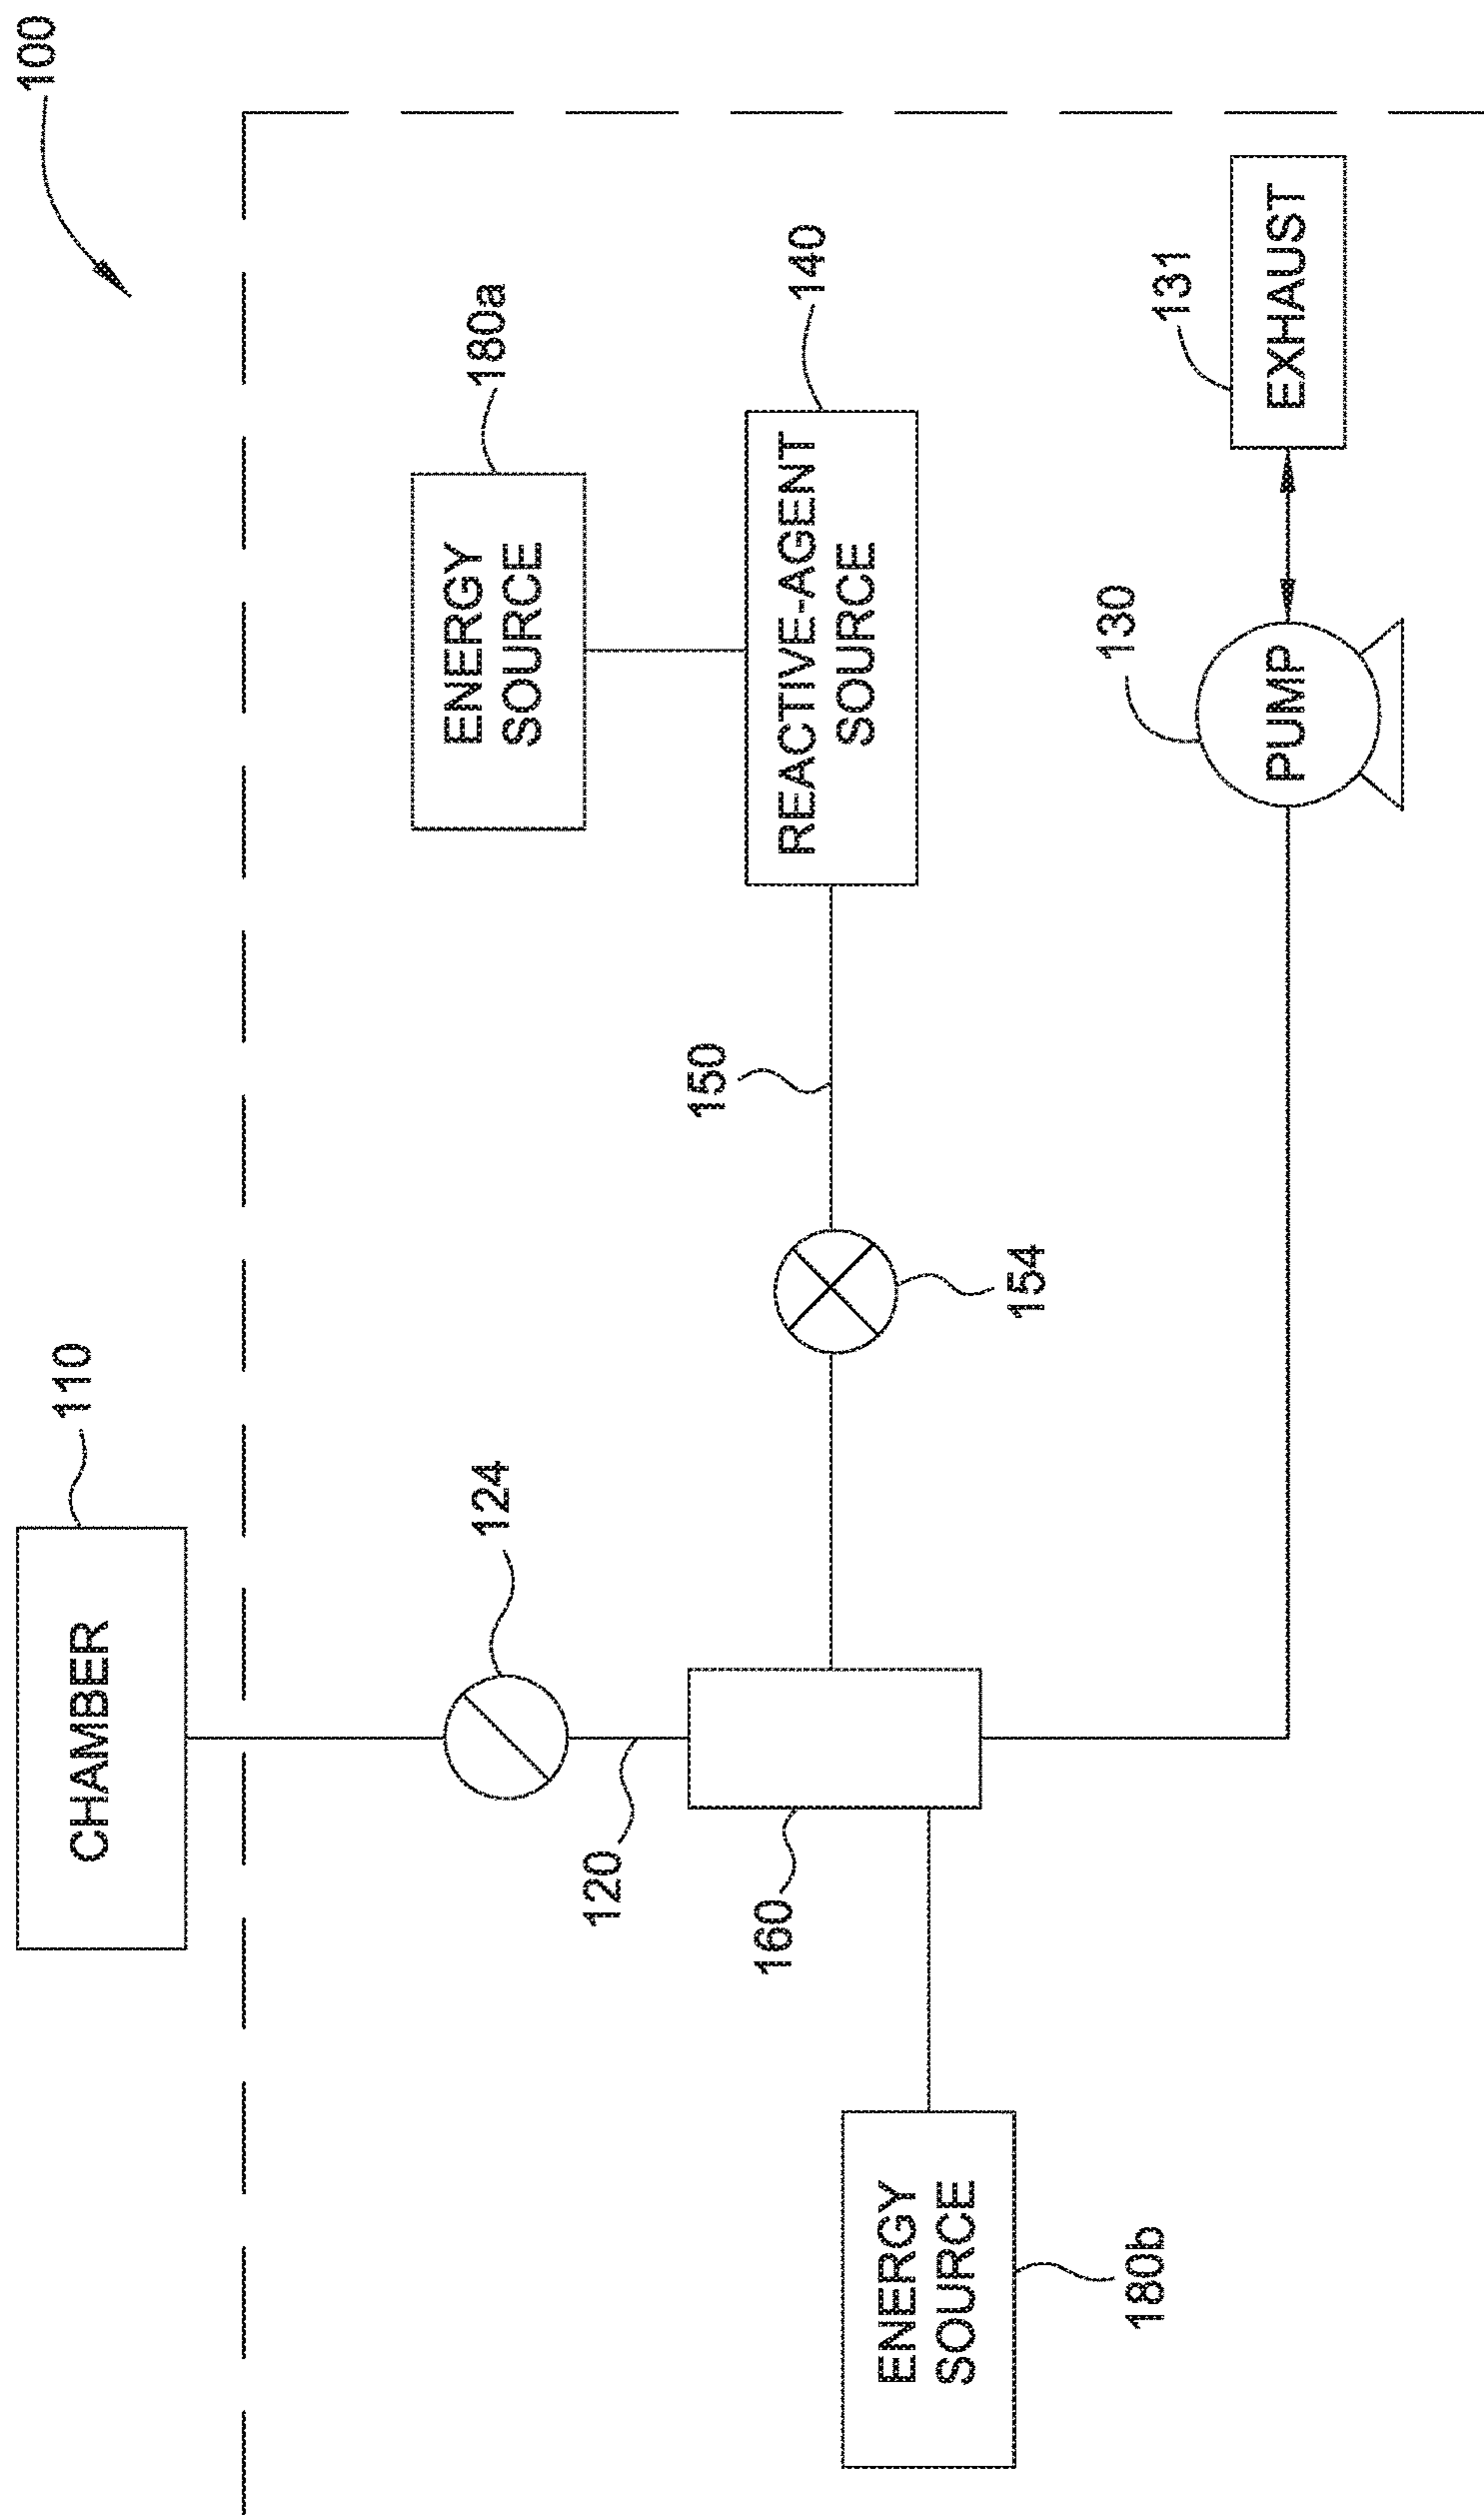 100
CHAMBER
110
124
120
160
ENERGY
SOURCE
180a
REACTIVE-AGENT
SOURCE
140
150
154
ENERGY
SOURCE
180b
130
PUMP
131
EXHAUST